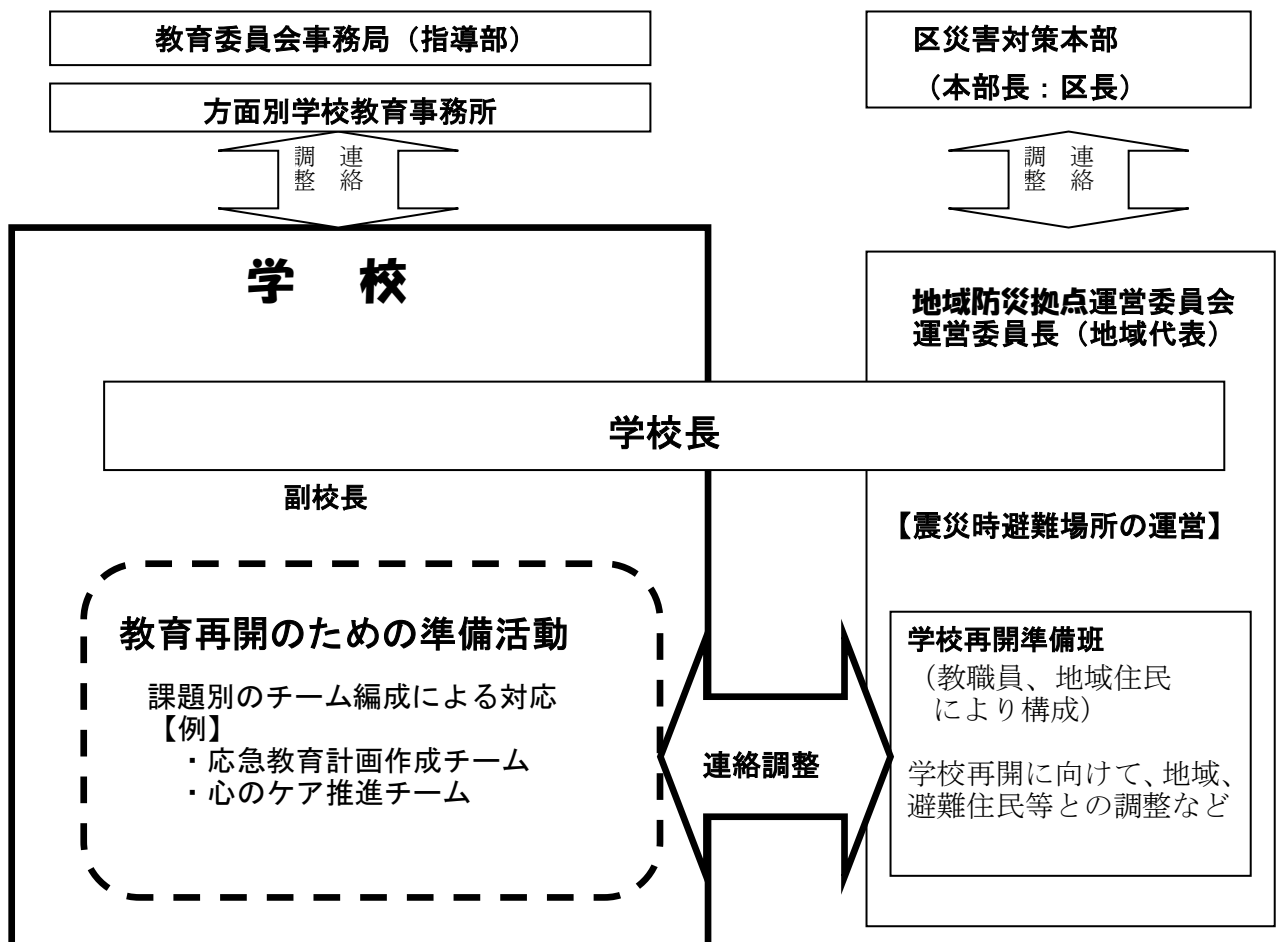 教育委員会事務局（指導部）
方面別学校教育事務所
連絡
調整
区災害対策本部
（本部長：区長）
連絡
調整
学 校
地域防災拠点運営委員会
運営委員長（地域代表）
学校長
副校長
【震災時避難場所の運営】
教育再開のための準備活動
課題別のチーム編成による対応
【例】
・応急教育計画作成チーム
・心のケア推進チーム
連絡調整
学校再開準備班
（教職員、地域住民
により構成）
学校再開に向けて、地域、
避難住民等との調整など